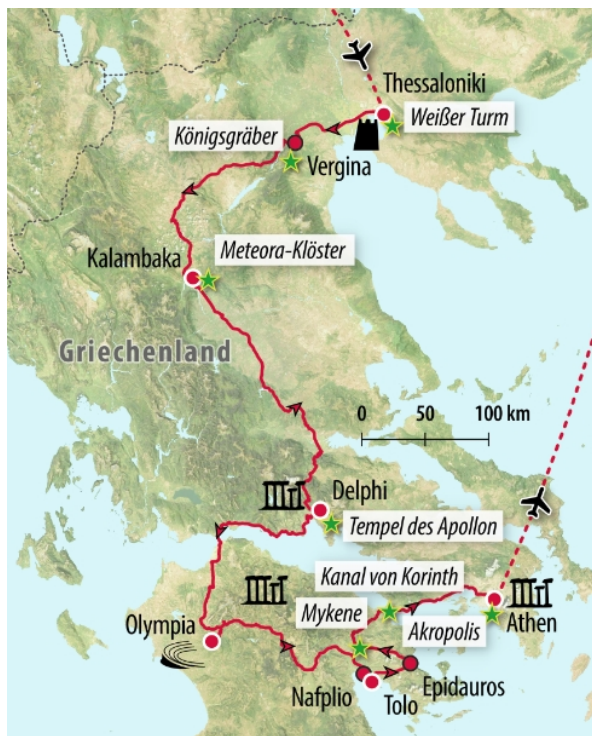 Thessaloniki
Weißer Turm
Königsgräber
Vergina
Meteora-Klöster
Kalambaka
Griechenland
0 50 100 km
Delphi
Tempel des Apollon
Kanal von Korinth
Mykene
Akropolis
Athen
Olympia
Epidauros
Nafplio
Tolo